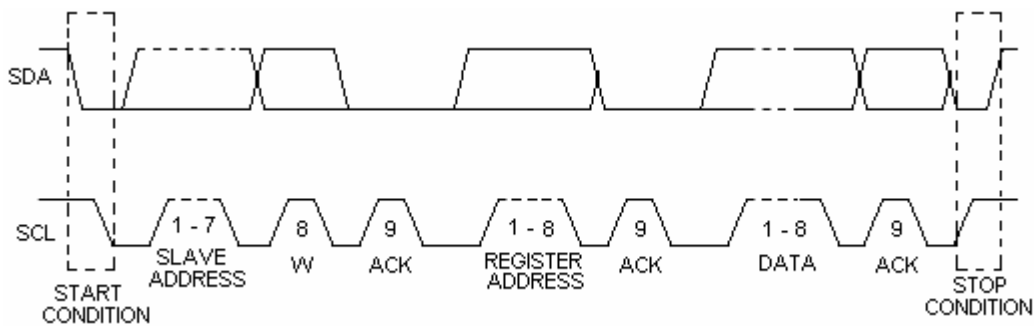 SDA
SCL
1 - 7
8
9
1 - 8
9
1 - 8
9
SLAVE
ADDRESS
W
ACK
REGISTER
ADDRESS
ACK
DATA
ACK
START
CONDITION
STOP
CONDITION